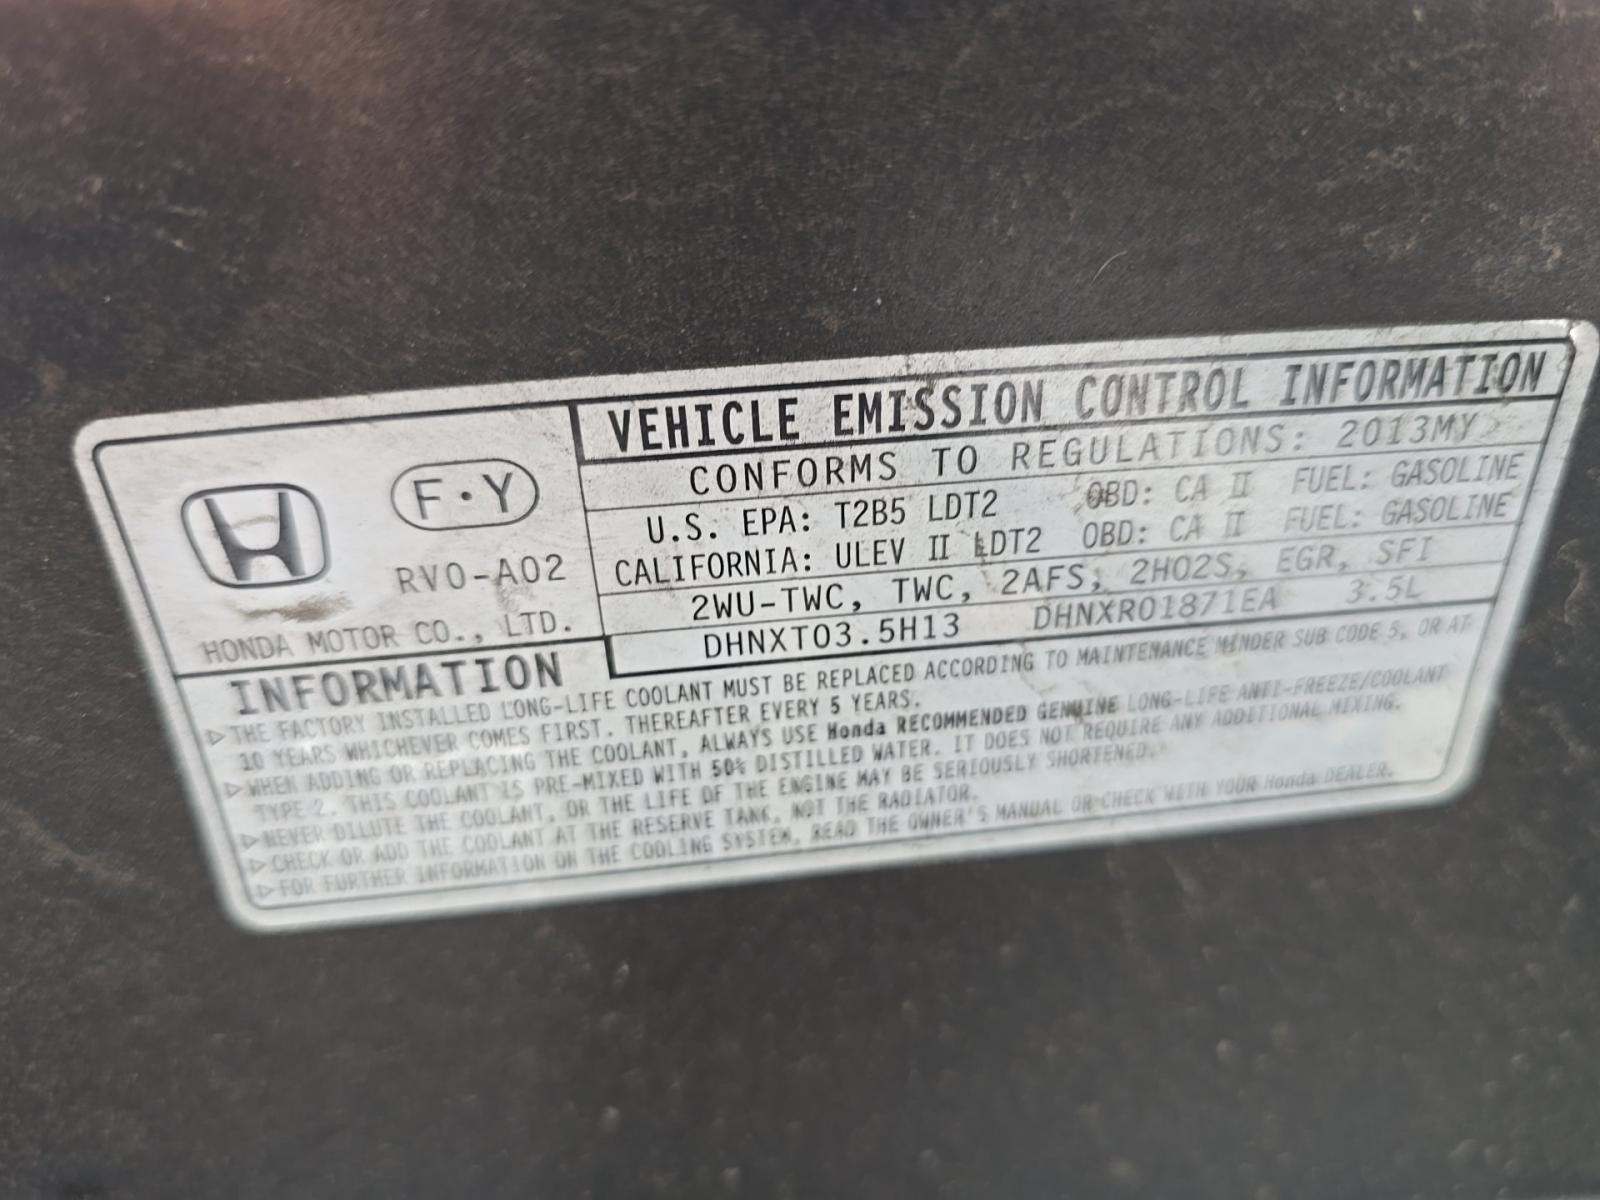 VEHICLE EMISSION CONTROL INFORMATION
CONFORMS TO REGULATIONS: 2013MY
U.S. EPA: T2B5 LDT2 OBD: CA II FUEL: GASOLINE
CALIFORNIA: ULEV II LDT2 OBD: CA II FUEL: GASOLINE
2WU-TWC, TWC, 2AFS, 2HO2S, EGR, SFI
DHNXT03.5H13 DHNXR01871EA 3.5L
F·Y
RV0-A02
HONDA MOTOR CO., LTD.
INFORMATION
▷THE FACTORY INSTALLED LONG-LIFE COOLANT MUST BE REPLACED ACCORDING TO MAINTENANCE MINDER SUB CODE 5, OR AT
10 YEARS WHICHEVER COMES FIRST. THEREAFTER EVERY 5 YEARS.
▷WHEN ADDING OR REPLACING THE COOLANT, ALWAYS USE Honda RECOMMENDED GENUINE LONG-LIFE ANTI-FREEZE/COOLANT
TYPE 2. THIS COOLANT IS PRE-MIXED WITH 50% DISTILLED WATER. IT DOES NOT REQUIRE ANY ADDITIONAL MIXING.
▷NEVER DILUTE THE COOLANT, OR THE LIFE OF THE ENGINE MAY BE SERIOUSLY SHORTENED.
▷CHECK OR ADD THE COOLANT AT THE RESERVE TANK, NOT THE RADIATOR.
▷FOR FURTHER INFORMATION ON THE COOLING SYSTEM, READ THE OWNER'S MANUAL OR CHECK WITH YOUR Honda DEALER.